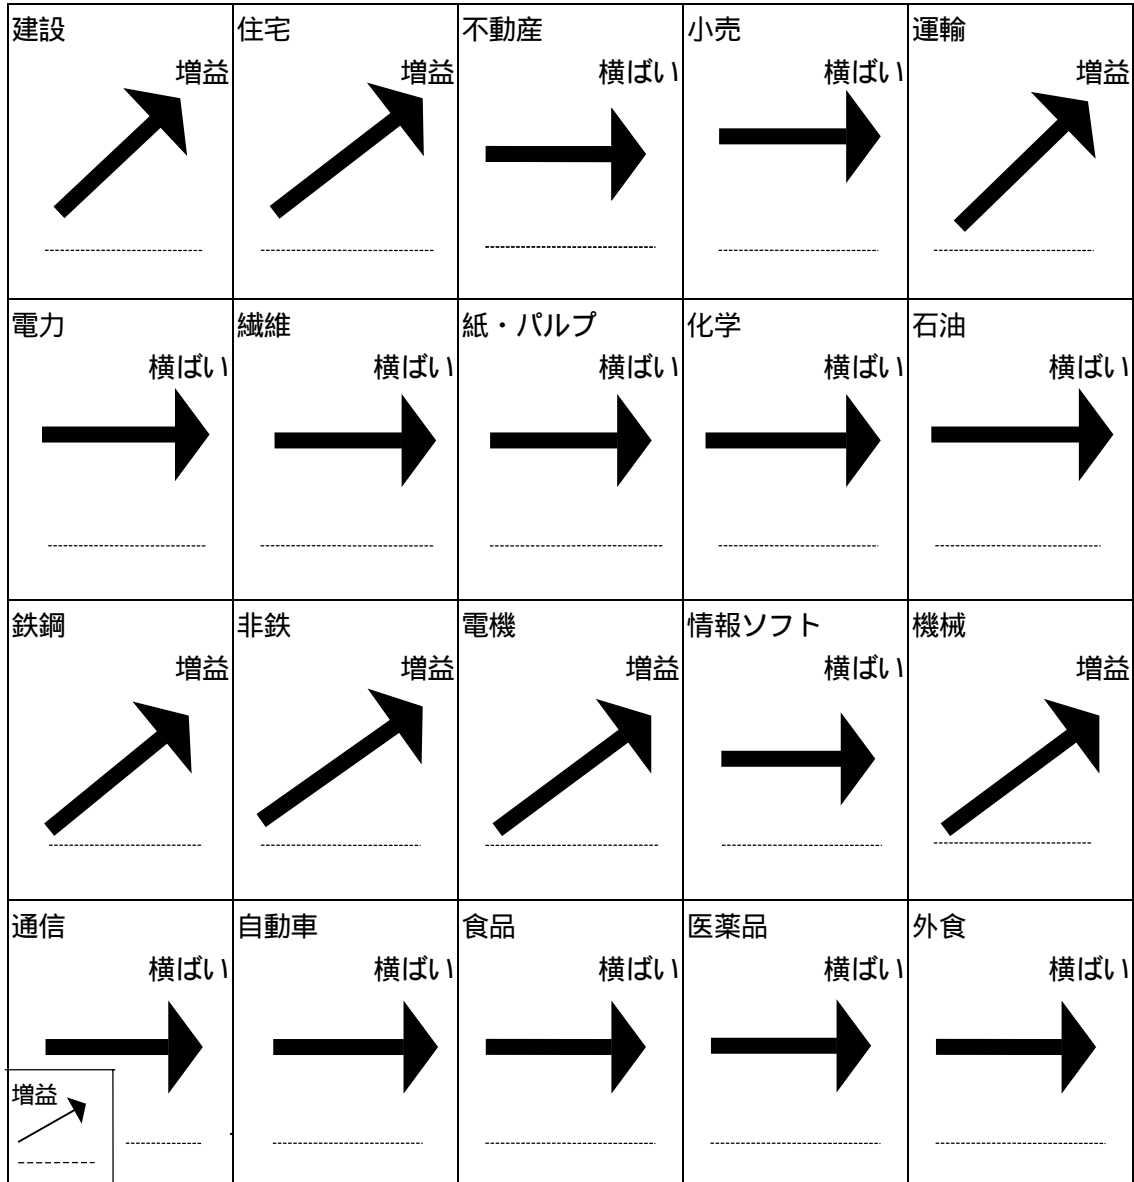 建設 住宅 不動産 小売 運輸
増益 増益 横ばい 横ばい 増益
電力 繊維 紙・パルプ 化学 石油
横ばい 横ばい 横ばい 横ばい 横ばい
鉄鋼 非鉄 電機 情報ソフト 機械
増益 増益 増益 横ばい 増益
通信 自動車 食品 医薬品 外食
横ばい 横ばい 横ばい 横ばい 横ばい
増益